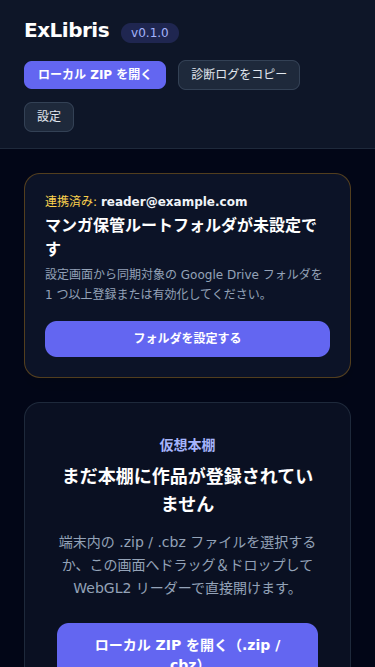 ExLibris v0.1.0
ローカル ZIP を開く 診断ログをコピー
設定
連携済み: reader@example.com
マンガ保管ルートフォルダが未設定で
す
設定画面から同期対象の Google Drive フォルダを
1 つ以上登録または有効化してください。
フォルダを設定する
仮想本棚
まだ本棚に作品が登録されてい
ません
端末内の .zip / .cbz ファイルを選択する
か、この画面へドラッグ＆ドロップして
WebGL2 リーダーで直接開けます。
ローカル ZIP を開く（.zip /
.cbz）